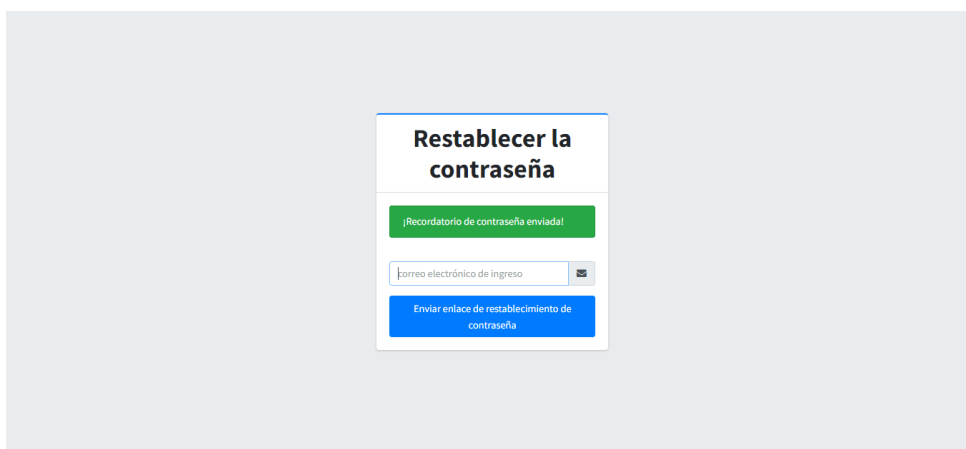 Restablecer la
contraseña
¡Recordatorio de contraseña enviada!
correo electrónico de ingreso
Enviar enlace de restablecimiento de
contraseña